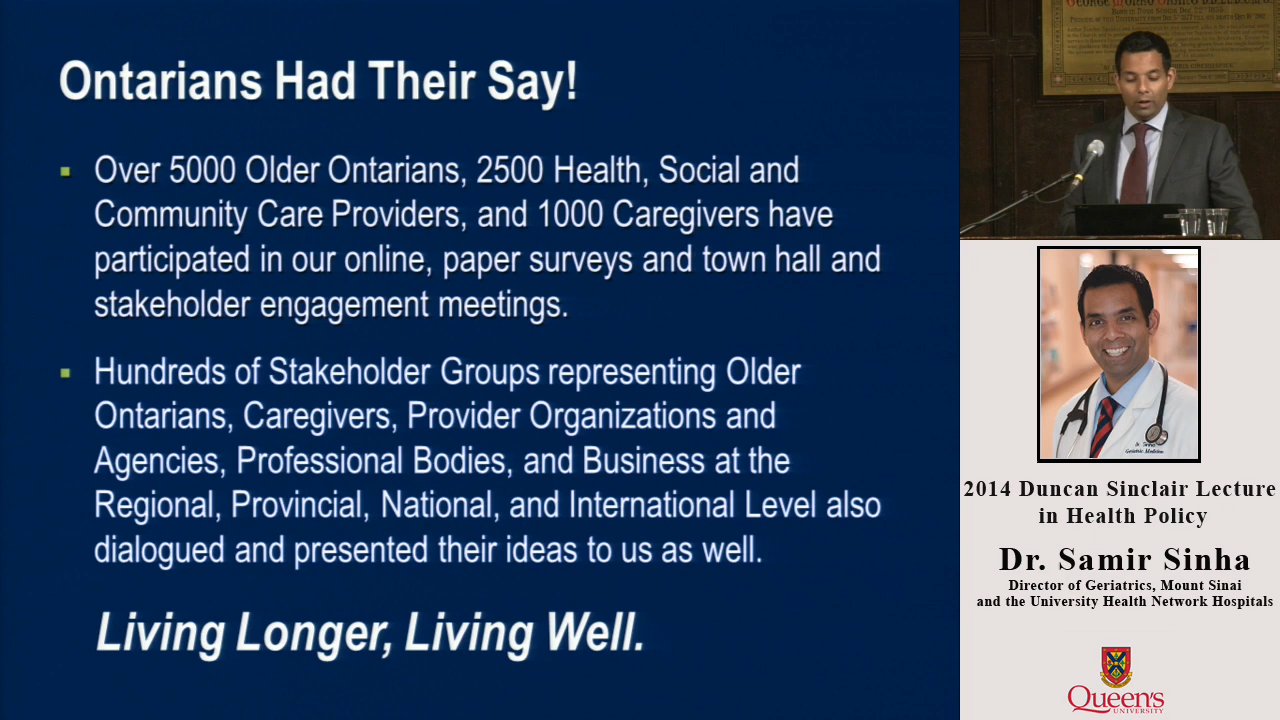 Ontarians Had Their Say!
Over 5000 Older Ontarians, 2500 Health, Social and
Community Care Providers, and 1000 Caregivers have
participated in our online, paper surveys and town hall and
stakeholder engagement meetings.
Hundreds of Stakeholder Groups representing Older
Ontarians, Caregivers, Provider Organizations and
Agencies, Professional Bodies, and Business at the
Regional, Provincial, National, and International Level also
dialogued and presented their ideas to us as well.
Living Longer, Living Well.
Dr. Sinha
Geriatric Medicine
2014 Duncan Sinclair Lecture
in Health Policy
Dr. Samir Sinha
Director of Geriatrics, Mount Sinai
and the University Health Network Hospitals
Queen's
UNIVERSITY